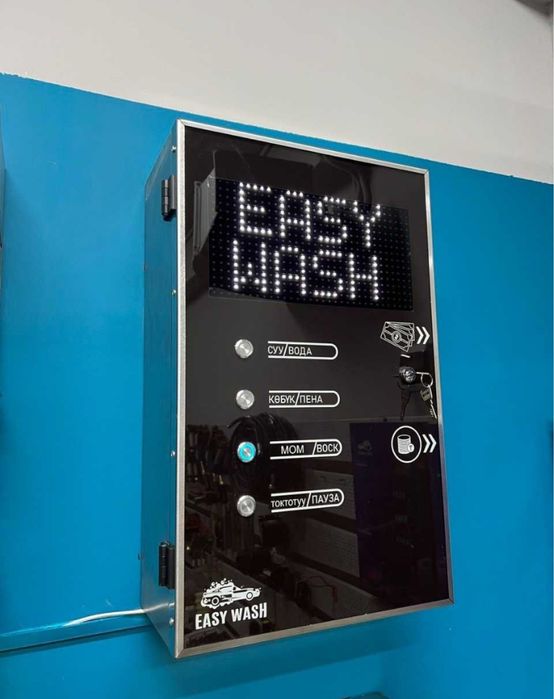 EASY
WASH
СУУ/ВОДА
КӨБҮК/ПЕНА
МОМ /ВОСК
токтотуу/ПАУЗА
EASY WASH